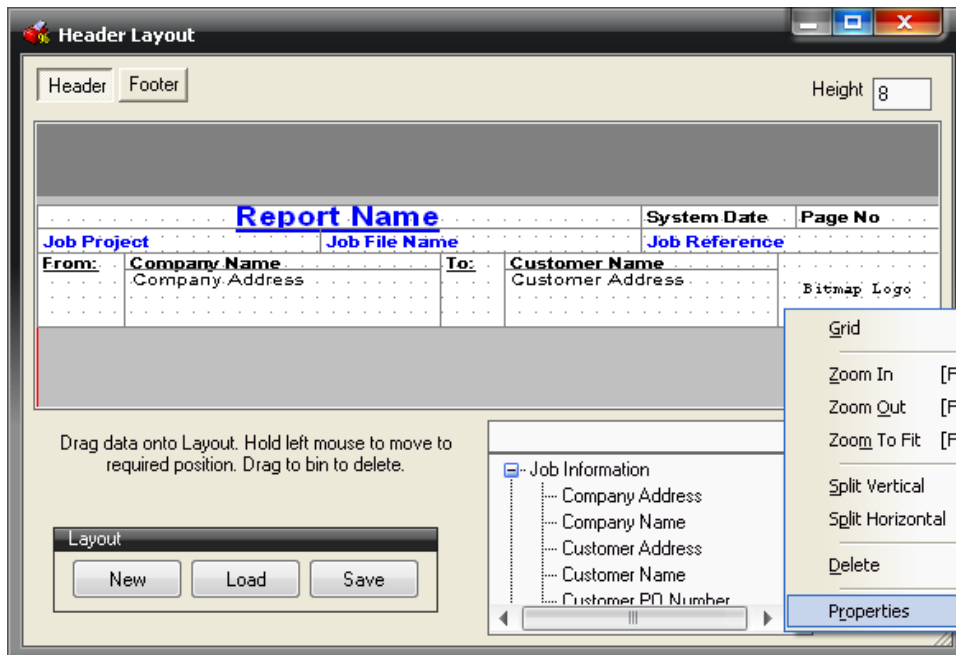 Header Layout
Header Footer Height 8
Report Name System Date Page No
Job Project Job File Name Job Reference
From: Company Name To: Customer Name
Company Address Customer Address
Bitmap Logo
Grid
Zoom In [F
Zoom Out [F
Zoom To Fit [F
Split Vertical
Split Horizontal
Delete
Properties
Drag data onto Layout. Hold left mouse to move to
required position. Drag to bin to delete.
Layout
New Load Save
Job Information
Company Address
Company Name
Customer Address
Customer Name
Customer PO Number